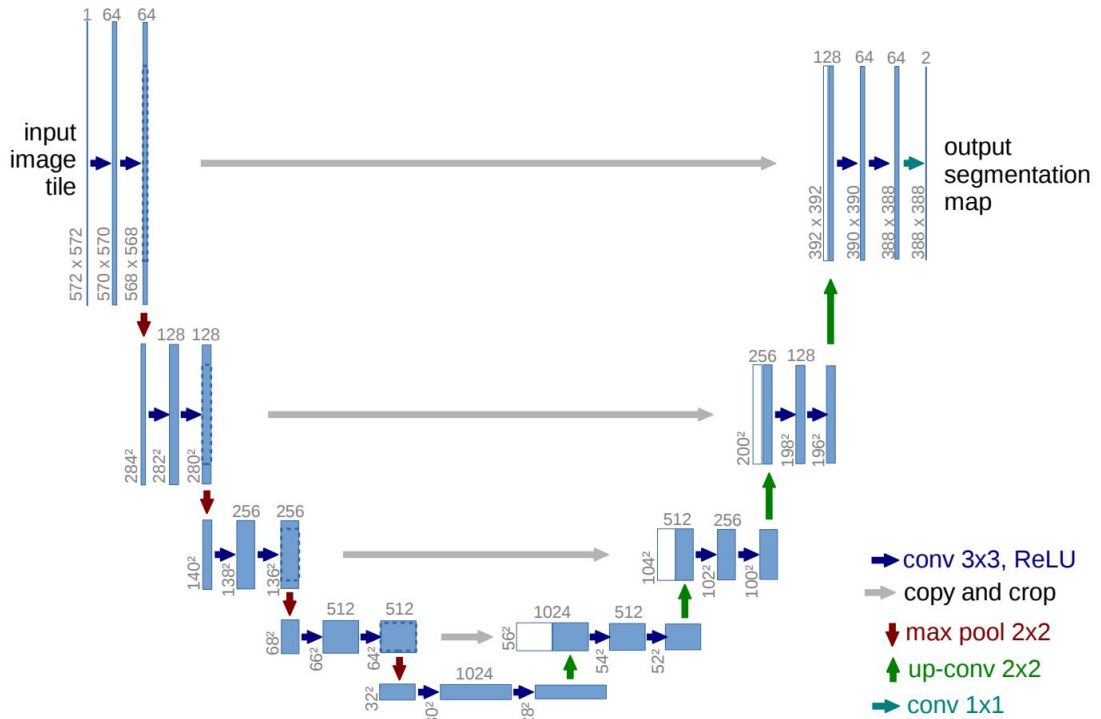 1 64 64
input
image
tile
572 x 572
570 x 570
568 x 568
128 64 64 2
output
segmentation
map
392 x 392
390 x 390
388 x 388
388 x 388
128 128
284²
282²
280²
256 128
200²
198²
196²
256 256
140²
138²
136²
512 256
104²
102²
100²
512 512
68²
66²
64²
1024 512
56²
54²
52²
1024
32²
conv 3x3, ReLU
copy and crop
max pool 2x2
up-conv 2x2
conv 1x1